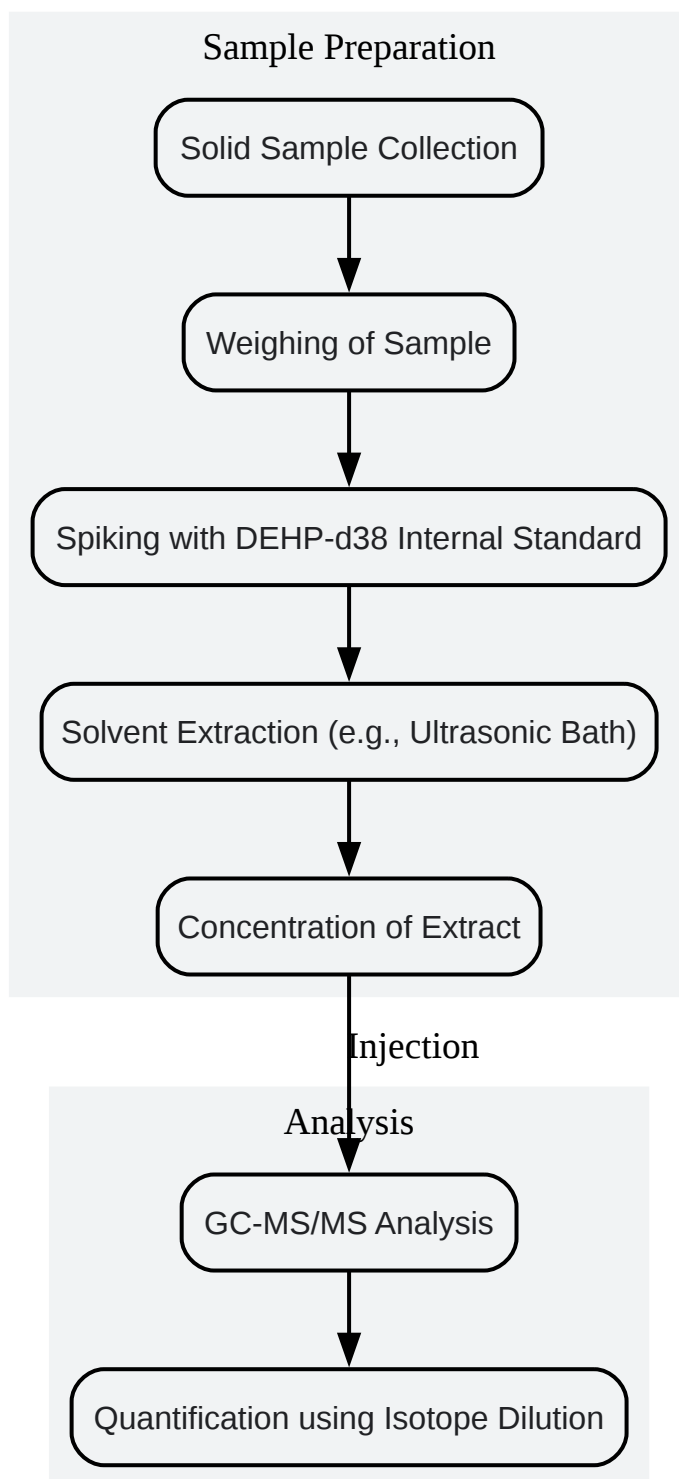 Sample Preparation
Solid Sample Collection
Weighing of Sample
Spiking with DEHP-d38 Internal Standard
Solvent Extraction (e.g., Ultrasonic Bath)
Concentration of Extract
Injection
Analysis
GC-MS/MS Analysis
Quantification using Isotope Dilution